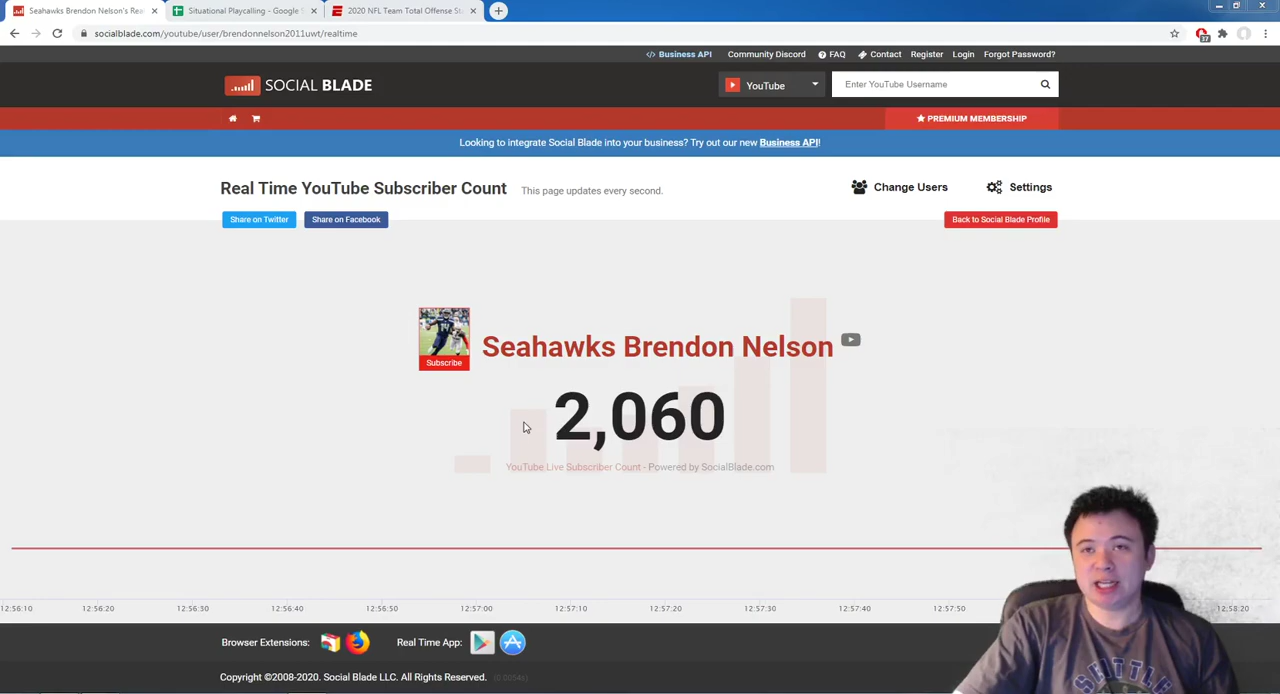 Seahawks Brendon Nelson's Rea
Situational Playcalling - Google S
2020 NFL Team Total Offense Sta
socialblade.com/youtube/user/brendonnelson2011uwt/realtime
37
Business API
Community Discord
FAQ
Contact
Register
Login
Forgot Password?
SOCIAL BLADE
YouTube
Enter YouTube Username
PREMIUM MEMBERSHIP
Looking to integrate Social Blade into your business? Try out our new Business API!
Real Time YouTube Subscriber Count
This page updates every second.
Change Users
Settings
Share on Twitter
Share on Facebook
Back to Social Blade Profile
Subscribe
Seahawks Brendon Nelson
2,060
YouTube Live Subscriber Count - Powered by SocialBlade.com
12:56:10 12:56:20 12:56:30 12:56:40 12:56:50 12:57:00 12:57:10 12:57:20 12:57:30 12:57:40 12:57:50 12:58:20
Browser Extensions:
Real Time App:
Copyright ©2008-2020. Social Blade LLC. All Rights Reserved.